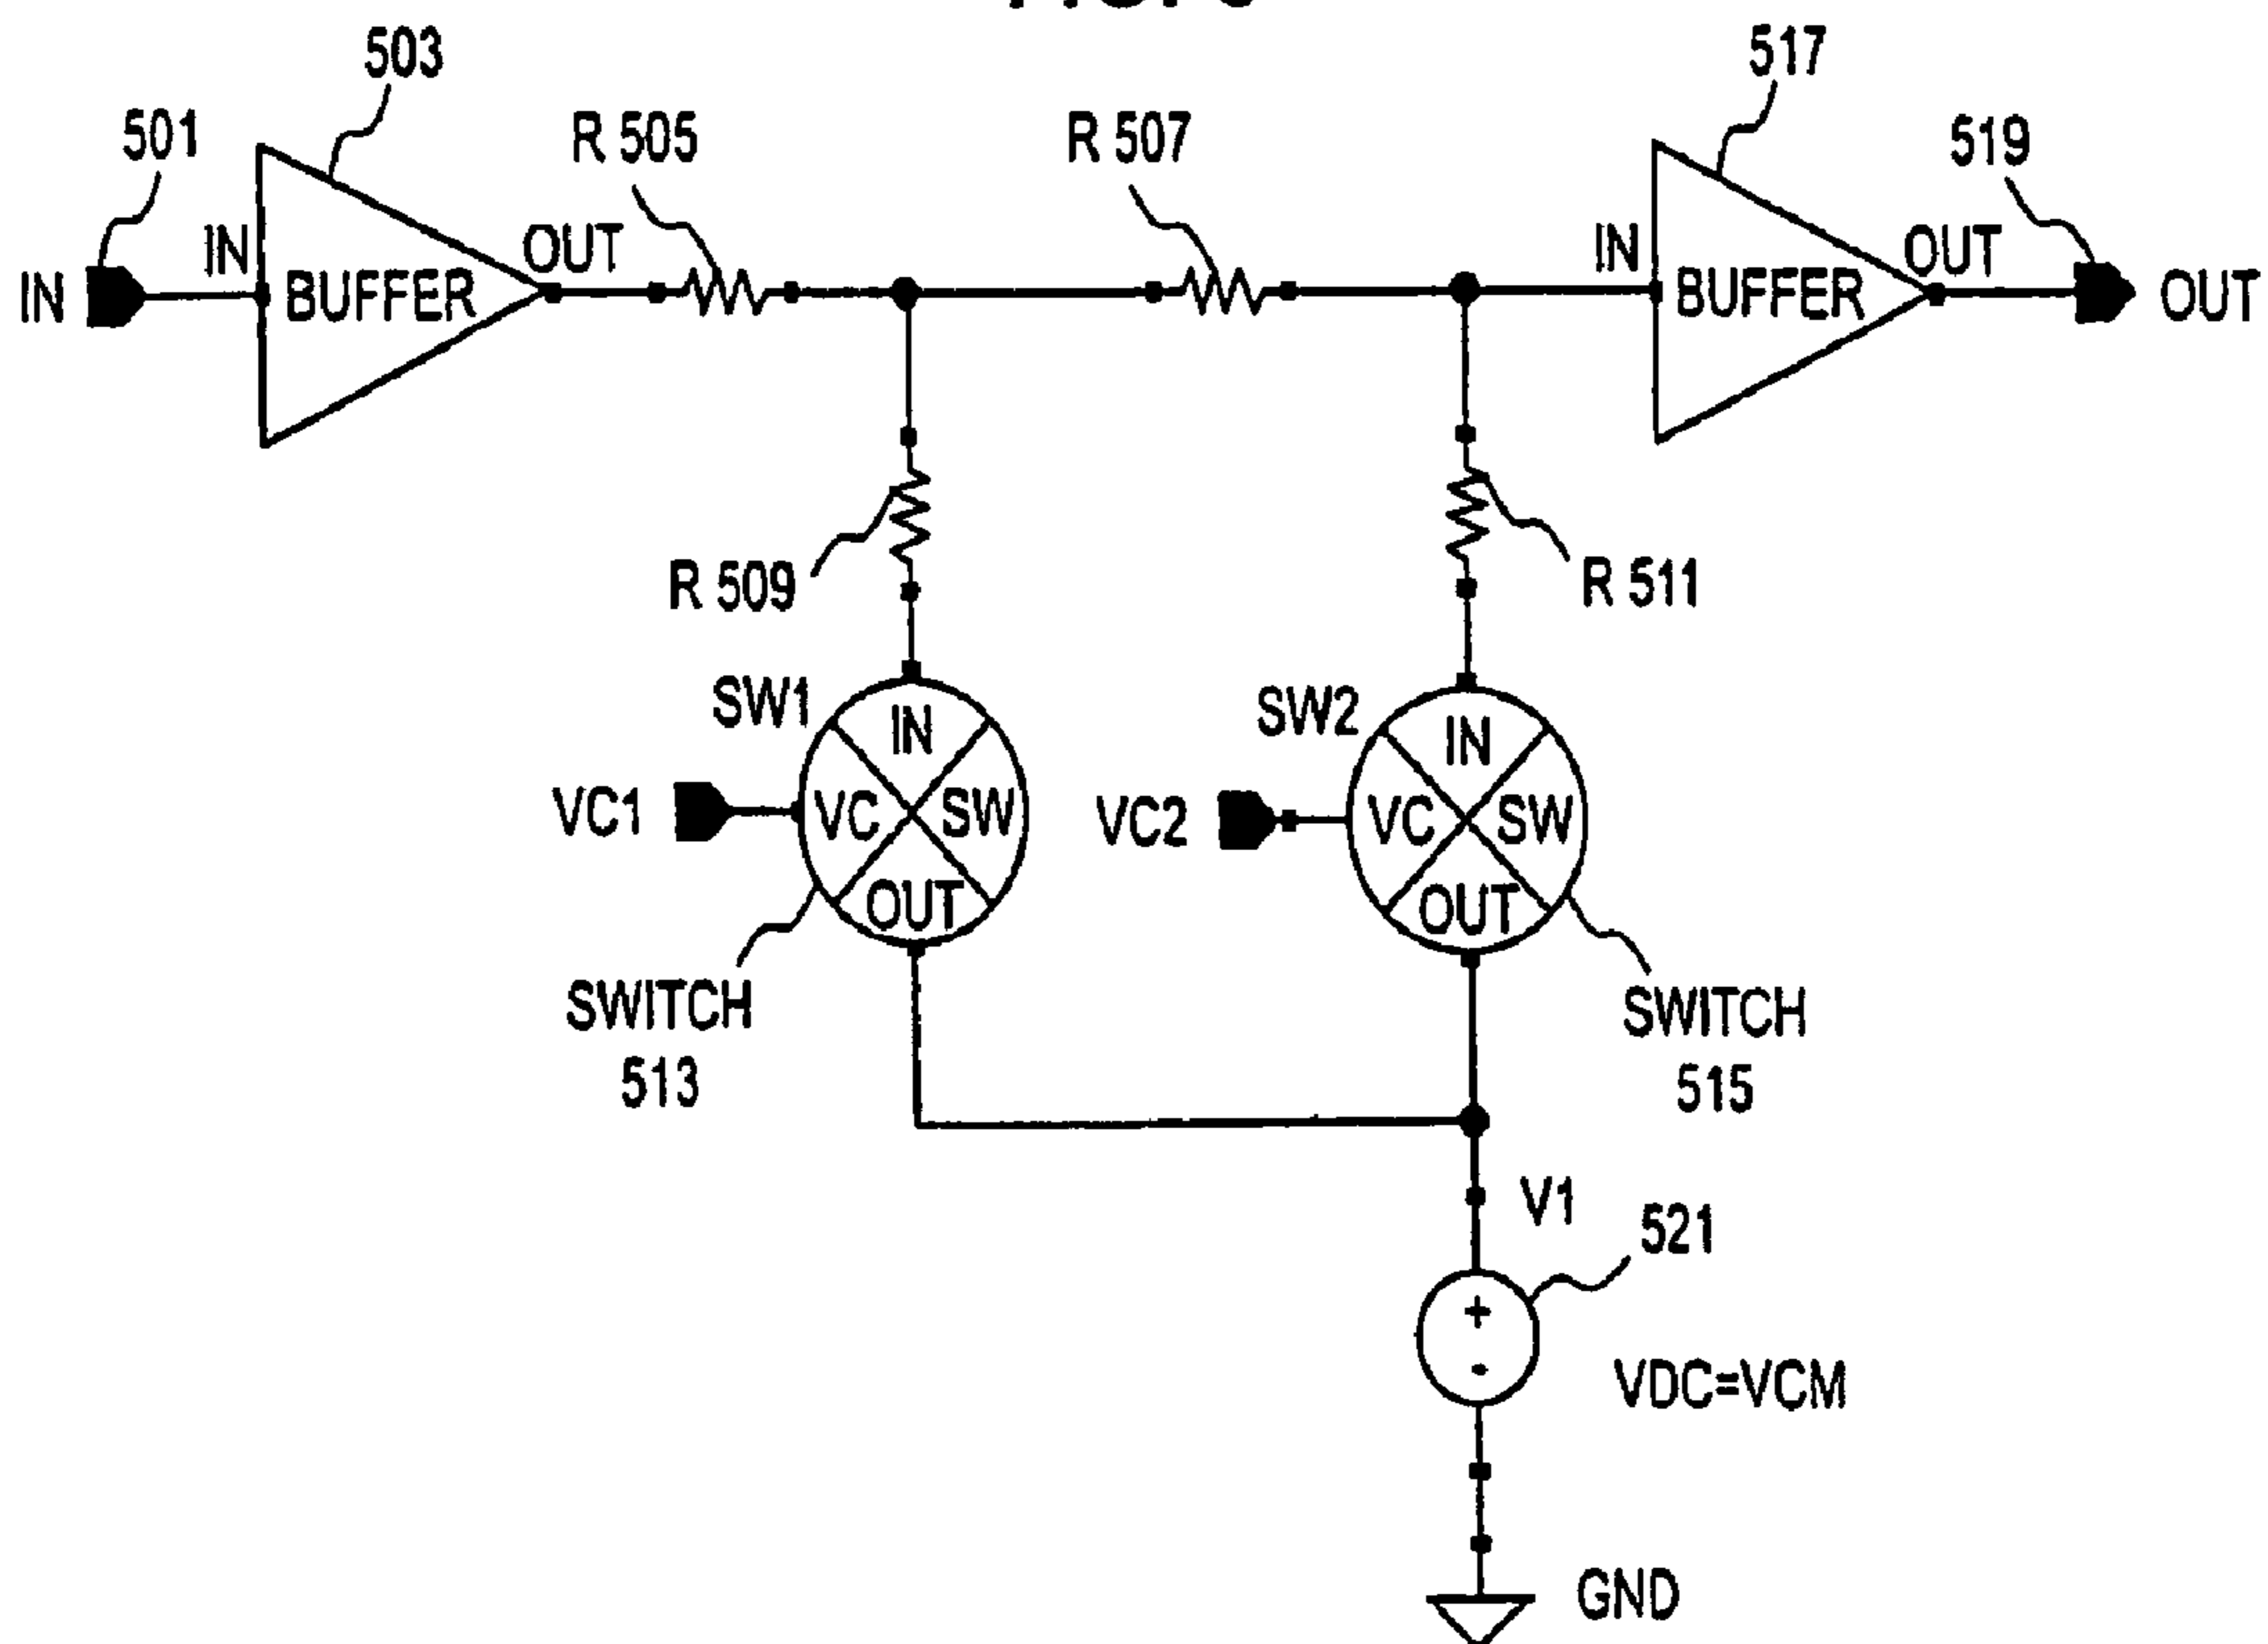 503
517
501
R 505
R 507
519
IN
IN
BUFFER
OUT
IN
BUFFER
OUT
OUT
R 509
R 511
SW1
IN
SW2
IN
VC1
VC
SW
VC2
VC
SW
OUT
OUT
SWITCH
513
SWITCH
515
V1
521
+
-
VDC=VCM
GND